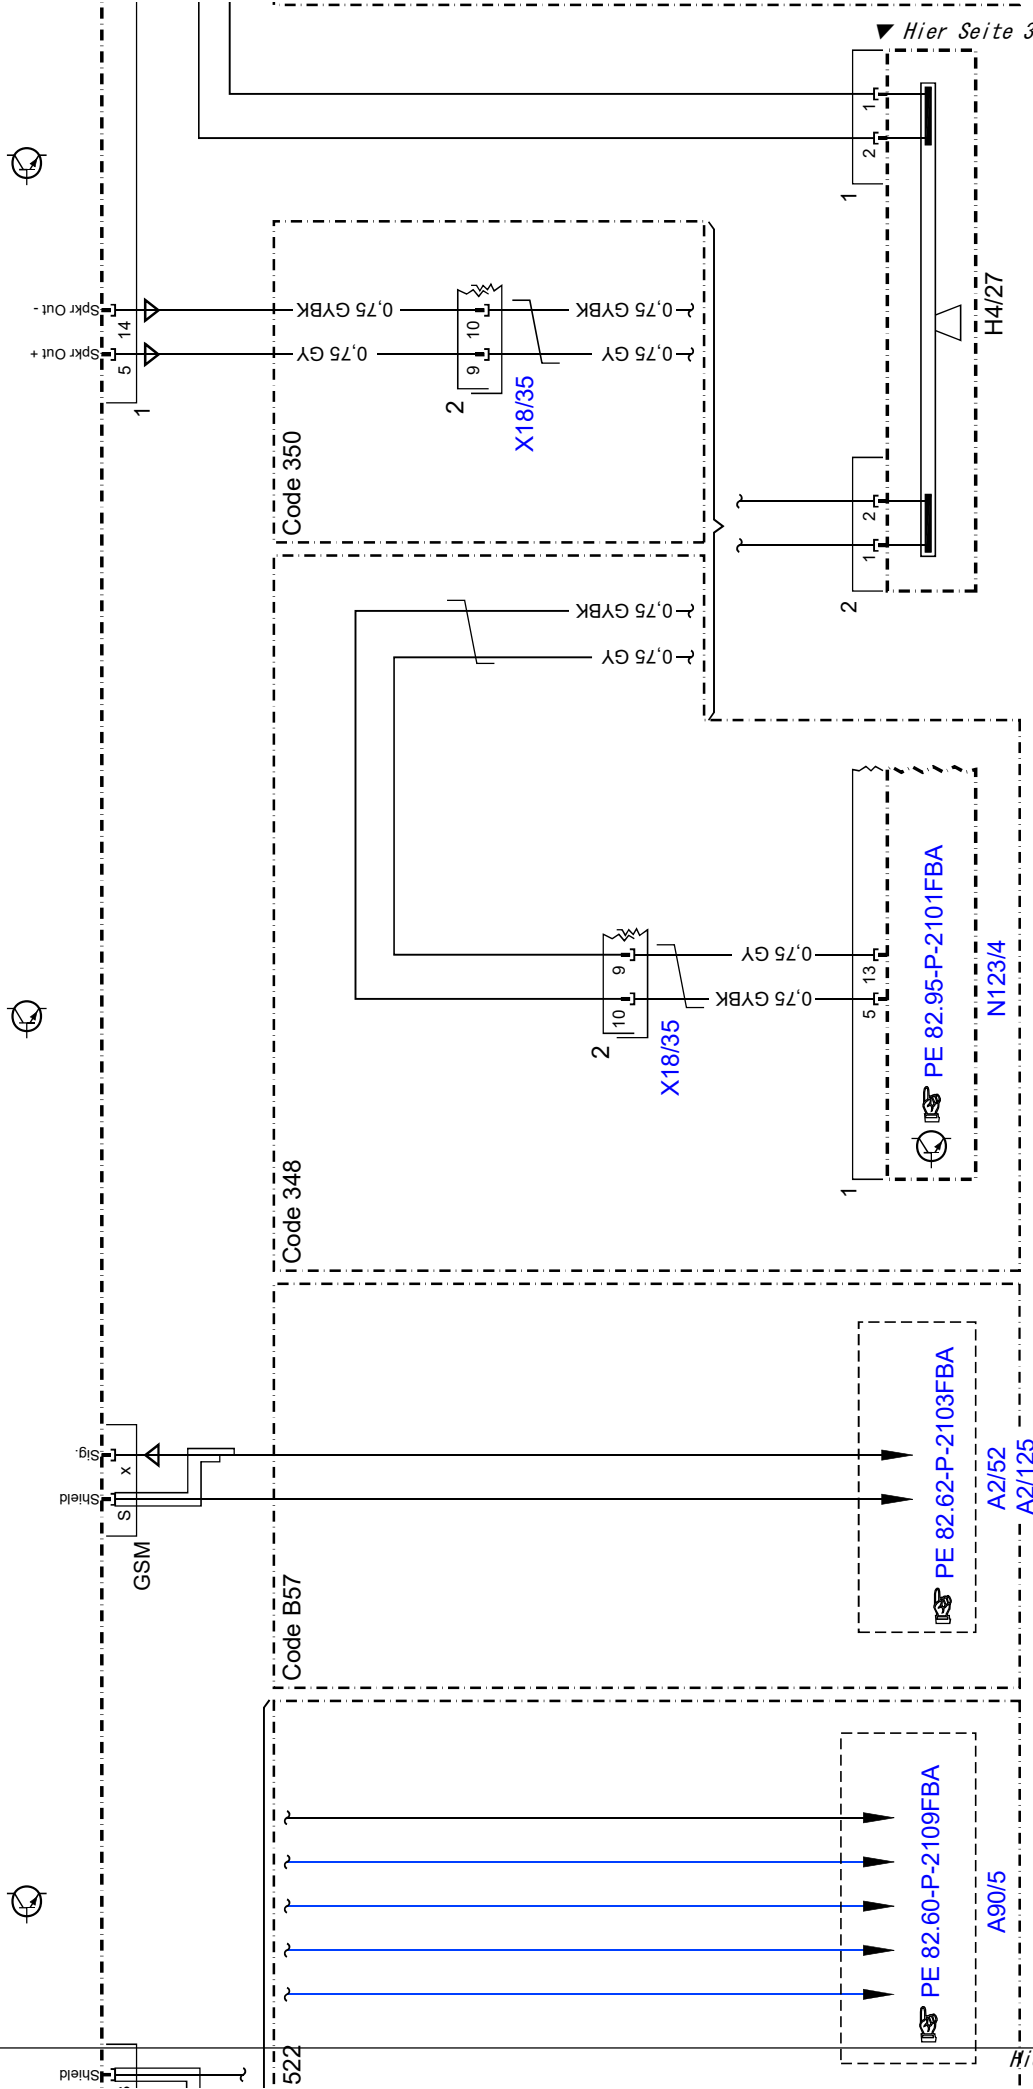 ▼ Hier Seite 3
1
2
1
H4/27
Spkr Out -
14
Spkr Out +
5
1
0,75 GYBK
10
0,75 GYBK
0,75 GY
9
0,75 GY
2
X18/35
Code 350
2
1
2
0,75 GYBK
0,75 GY
9
0,75 GY
10
0,75 GYBK
2
X18/35
13
5
1
PE 82.95-P-2101FBA
N123/4
Code 348
Sig.
x
Shield
S
GSM
PE 82.62-P-2103FBA
A2/52
A2/125
Code B57
PE 82.60-P-2109FBA
A90/5
522
Shield
Hi